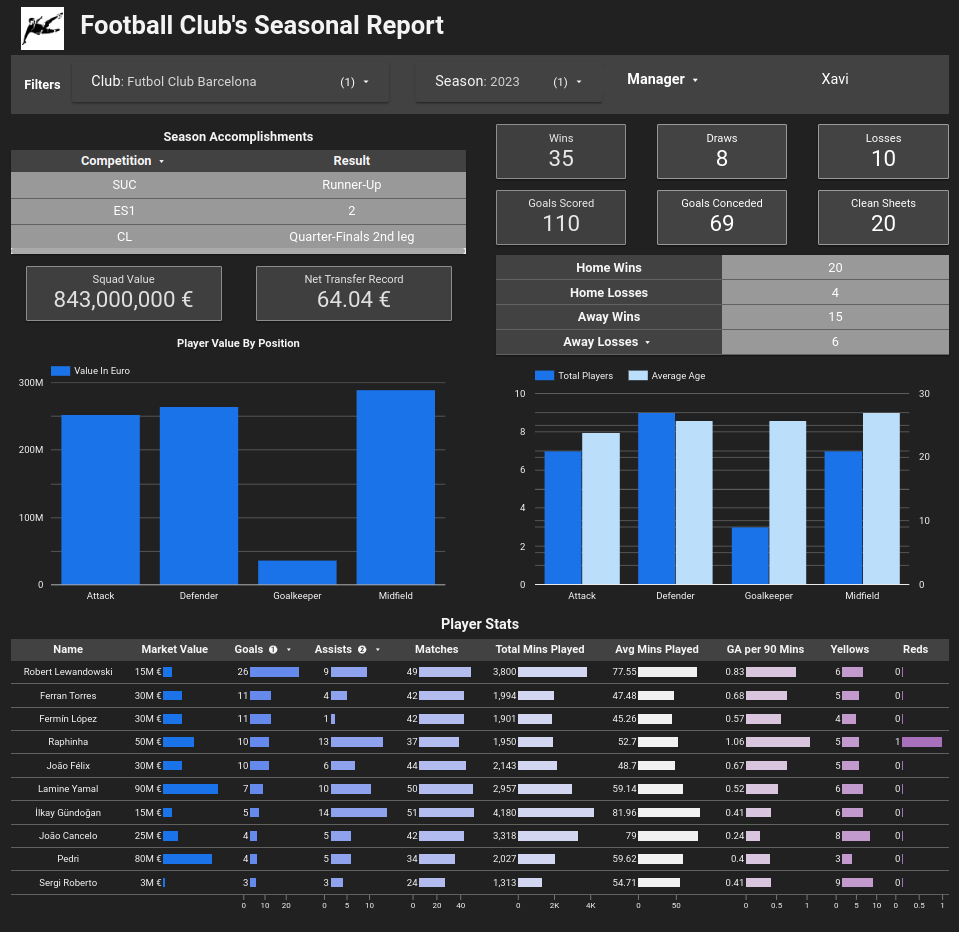 Football Club's Seasonal Report
Filters
Club: Futbol Club Barcelona (1)
Season: 2023 (1)
Manager Xavi
Season Accomplishments
Competition Result
SUC Runner-Up
ES1 2
CL Quarter-Finals 2nd leg
Squad Value
843,000,000 €
Net Transfer Record
64.04 €
Wins
35
Draws
8
Losses
10
Goals Scored
110
Goals Conceded
69
Clean Sheets
20
Home Wins 20
Home Losses 4
Away Wins 15
Away Losses 6
Player Value By Position
Value In Euro
300M
200M
100M
0
Attack Defender Goalkeeper Midfield
Total Players Average Age
10 30
8
6 20
4
10
2
0 0
Attack Defender Goalkeeper Midfield
Player Stats
Name Market Value Goals 1 Assists 2 Matches Total Mins Played Avg Mins Played GA per 90 Mins Yellows Reds
Robert Lewandowski 15M € 26 9 49 3,800 77.55 0.83 6 0
Ferran Torres 30M € 11 4 42 1,994 47.48 0.68 5 0
Fermín López 30M € 11 1 42 1,901 45.26 0.57 4 0
Raphinha 50M € 10 13 37 1,950 52.7 1.06 5 1
João Félix 30M € 10 6 44 2,143 48.7 0.67 5 0
Lamine Yamal 90M € 7 10 50 2,957 59.14 0.52 6 0
İlkay Gündoğan 15M € 5 14 51 4,180 81.96 0.41 6 0
João Cancelo 25M € 4 5 42 3,318 79 0.24 8 0
Pedri 80M € 4 5 34 2,027 59.62 0.4 3 0
Sergi Roberto 3M € 3 3 24 1,313 54.71 0.41 9 0
0 10 20 0 5 10 0 20 40 0 2K 4K 0 50 0 0.5 1 0 5 10 0 0.5 1